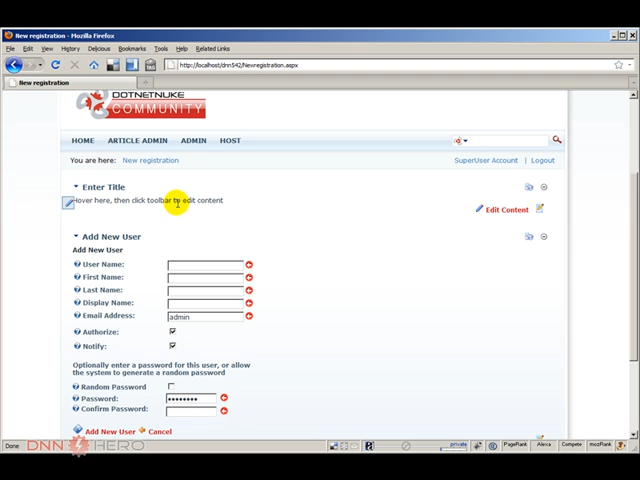 New registration - Mozilla Firefox
File Edit View History Delicious Bookmarks Tools Help Related Links
http://localhost/dnn542/Newregistration.aspx
New registration
DOTNETNUKE
COMMUNITY
HOME ARTICLE ADMIN ADMIN HOST
You are here: New registration SuperUser Account | Logout
Enter Title
Hover here, then click toolbar to edit content
Edit Content
Add New User
Add New User
User Name:
First Name:
Last Name:
Display Name:
Email Address: admin
Authorize:
Notify:
Optionally enter a password for this user, or allow
the system to generate a random password
Random Password
Password: ••••••••
Confirm Password:
Add New User Cancel
DNN HERO
Done private PageRank Alexa Compete mozRank